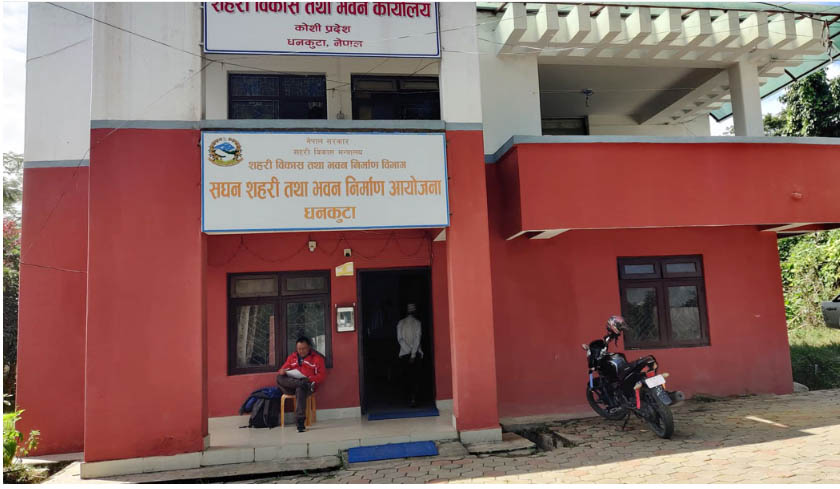 शहरी विकास तथा भवन कार्यालय
कोशी प्रदेश
धनकुटा, नेपाल
नेपाल सरकार
सहरी विकास मन्त्रालय
शहरी विकास तथा भवन निर्माण विभाग
सघन शहरी तथा भवन निर्माण आयोजना
धनकुटा